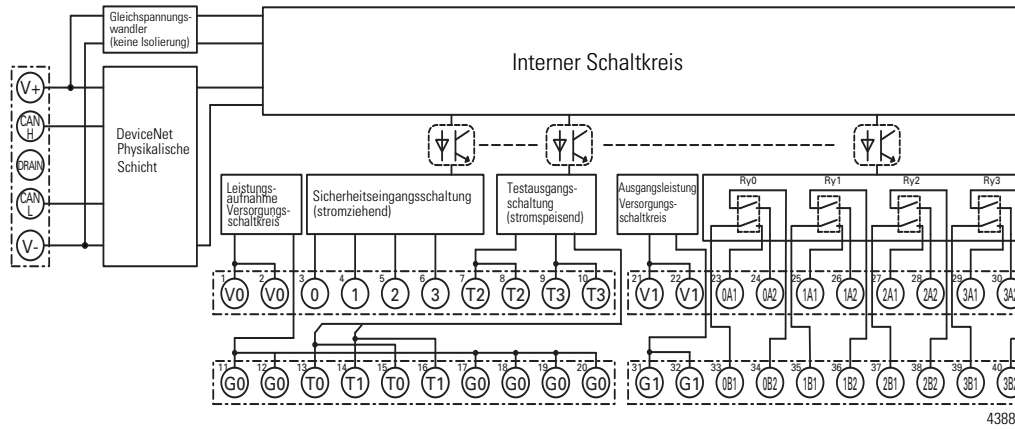 Gleichspannungs-
wandler
(keine Isolierung)
Interner Schaltkreis
V+
CAN
H
DRAIN
CAN
L
V-
DeviceNet
Physikalische
Schicht
Leistungs-
aufnahme
Versorgungs-
schaltkreis
Sicherheitseingangsschaltung
(stromziehend)
Testausgangs-
schaltung
(stromspeisend)
Ausgangsleistung
Versorgungs-
schaltkreis
Ry0 Ry1 Ry2 Ry3
1 2 3 4 5 6 7 8 9 10 21 22 23 24 25 26 27 28 29 30
V0 V0 0 1 2 3 T2 T2 T3 T3 V1 V1 0A1 0A2 1A1 1A2 2A1 2A2 3A1 3A2
11 12 13 14 15 16 17 18 19 20 31 32 33 34 35 36 37 38 39 40
G0 G0 T0 T1 T0 T1 G0 G0 G0 G0 G1 G1 0B1 0B2 1B1 1B2 2B1 2B2 3B1 3B2
4388